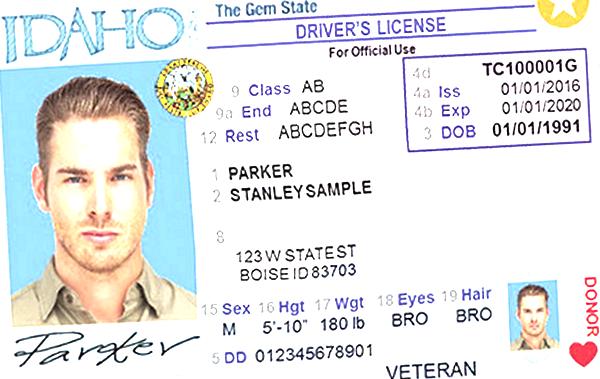 IDAHO
The Gem State
DRIVER'S LICENSE
For Official Use
9 Class AB
9a End ABCDE
12 Rest ABCDEFGH
4d TC100001G
4a Iss 01/01/2016
4b Exp 01/01/2020
3 DOB 01/01/1991
1 PARKER
2 STANLEY SAMPLE
8
123 W STATE ST
BOISE ID 83703
15 Sex 16 Hgt 17 Wgt 18 Eyes 19 Hair
M 5'-10" 180 lb BRO BRO
5 DD 012345678901
VETERAN
DONOR
Parker